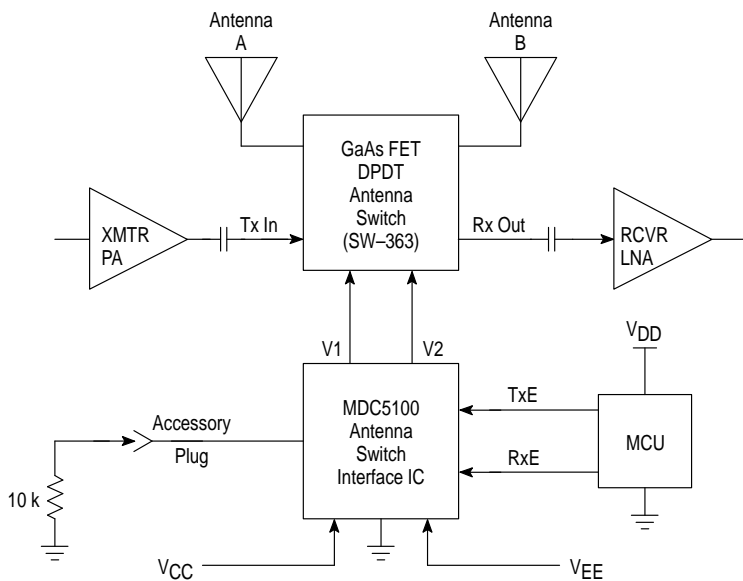 Antenna
A
Antenna
B
GaAs FET
DPDT
Antenna
Switch
(SW–363)
XMTR
PA
Tx In
Rx Out
RCVR
LNA
V1
V2
VDD
MDC5100
Antenna
Switch
Interface IC
TxE
RxE
MCU
Accessory
Plug
10 k
VCC
VEE